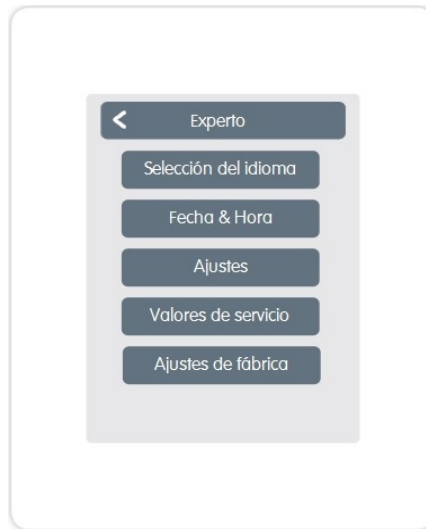 Experto
Selección del idioma
Fecha & Hora
Ajustes
Valores de servicio
Ajustes de fábrica